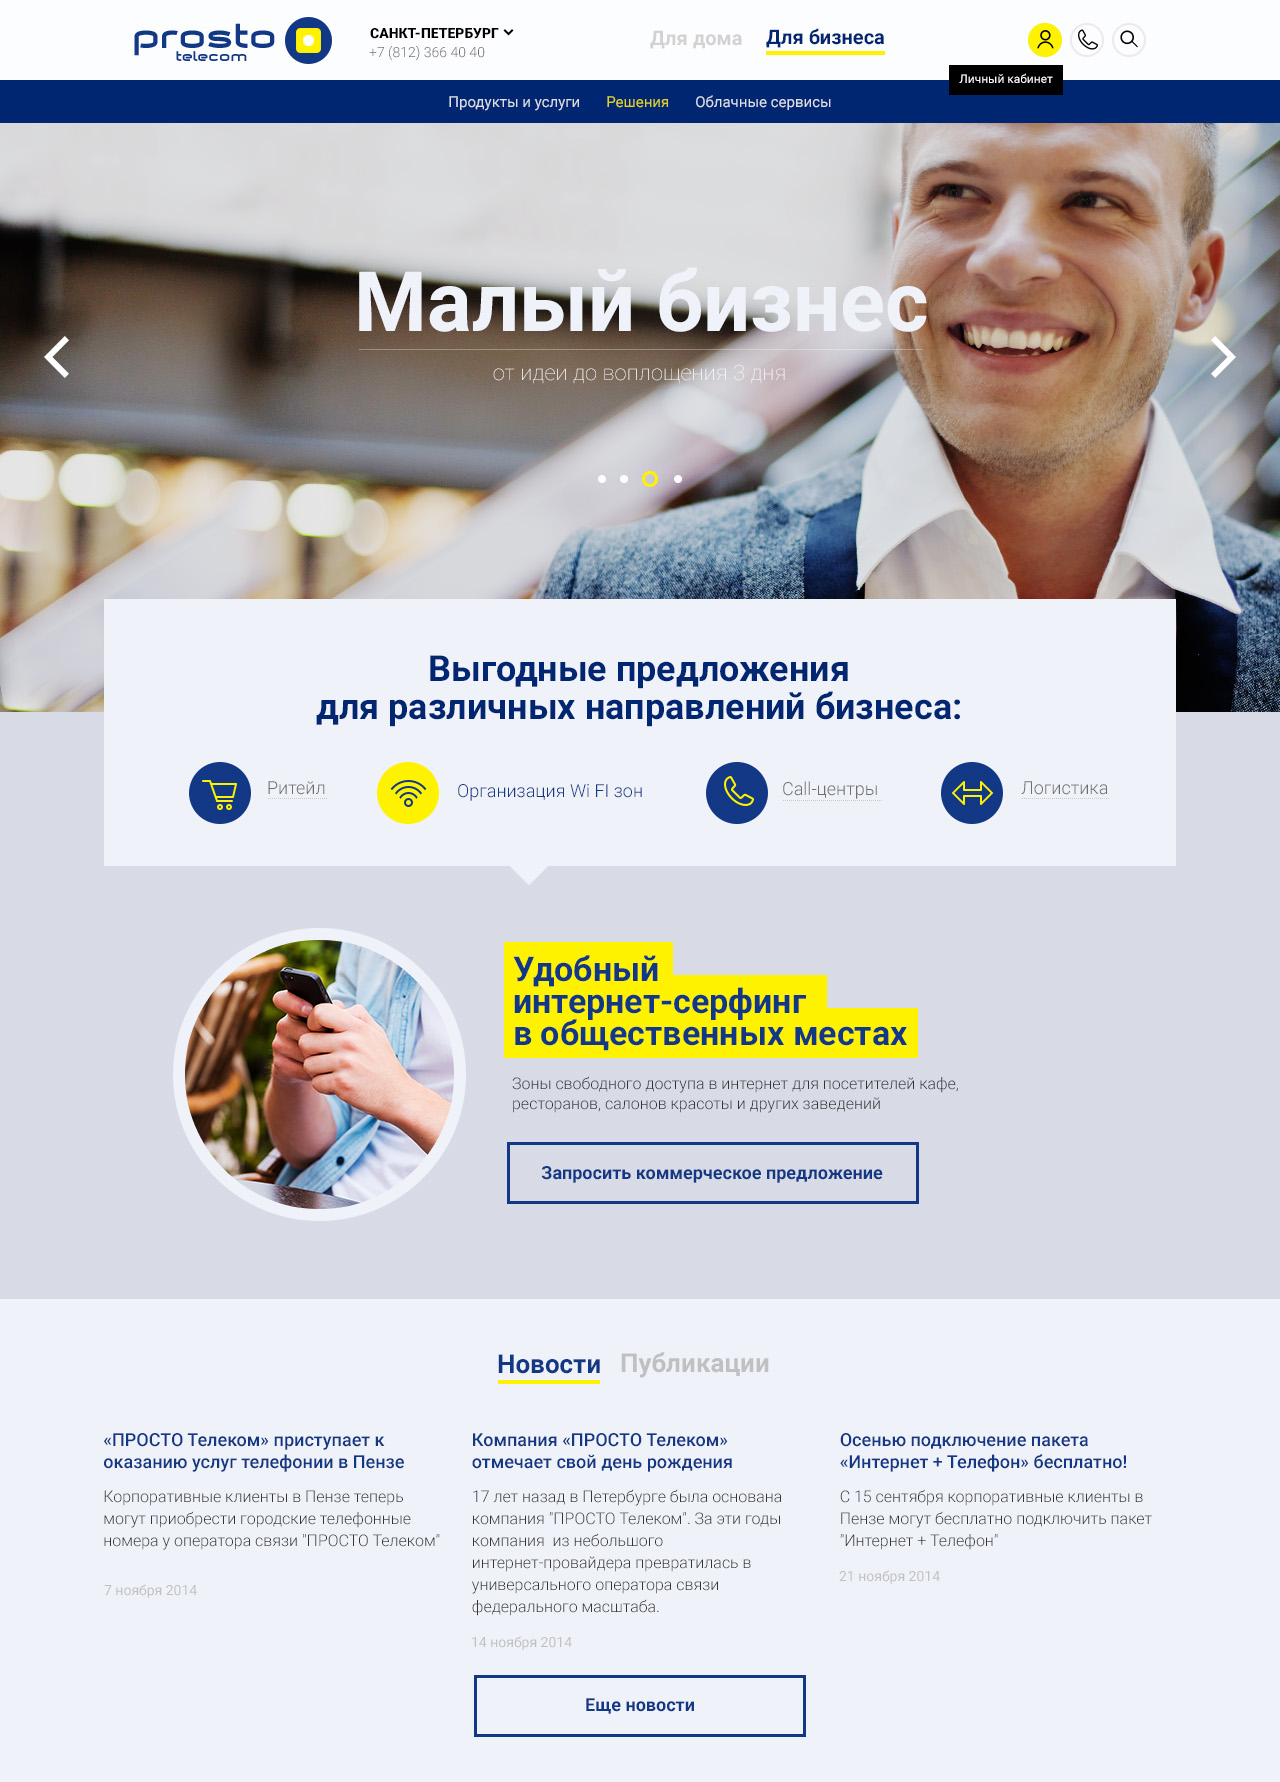 prosto
telecom
САНКТ-ПЕТЕРБУРГ
+7 (812) 366 40 40
Для дома
Для бизнеса
Личный кабинет
Продукты и услуги
Решения
Облачные сервисы
Малый бизнес
от идеи до воплощения 3 дня
Выгодные предложения
для различных направлений бизнеса:
Ритейл
Организация Wi FI зон
Call-центры
Логистика
Удобный
интернет-серфинг
в общественных местах
Зоны свободного доступа в интернет для посетителей кафе,
ресторанов, салонов красоты и других заведений
Запросить коммерческое предложение
Новости
Публикации
«ПРОСТО Телеком» приступает к
оказанию услуг телефонии в Пензе
Корпоративные клиенты в Пензе теперь
могут приобрести городские телефонные
номера у оператора связи "ПРОСТО Телеком"
7 ноября 2014
Компания «ПРОСТО Телеком»
отмечает свой день рождения
17 лет назад в Петербурге была основана
компания "ПРОСТО Телеком". За эти годы
компания  из небольшого
интернет-провайдера превратилась в
универсального оператора связи
федерального масштаба.
14 ноября 2014
Осенью подключение пакета
«Интернет + Телефон» бесплатно!
С 15 сентября корпоративные клиенты в
Пензе могут бесплатно подключить пакет
"Интернет + Телефон"
21 ноября 2014
Еще новости